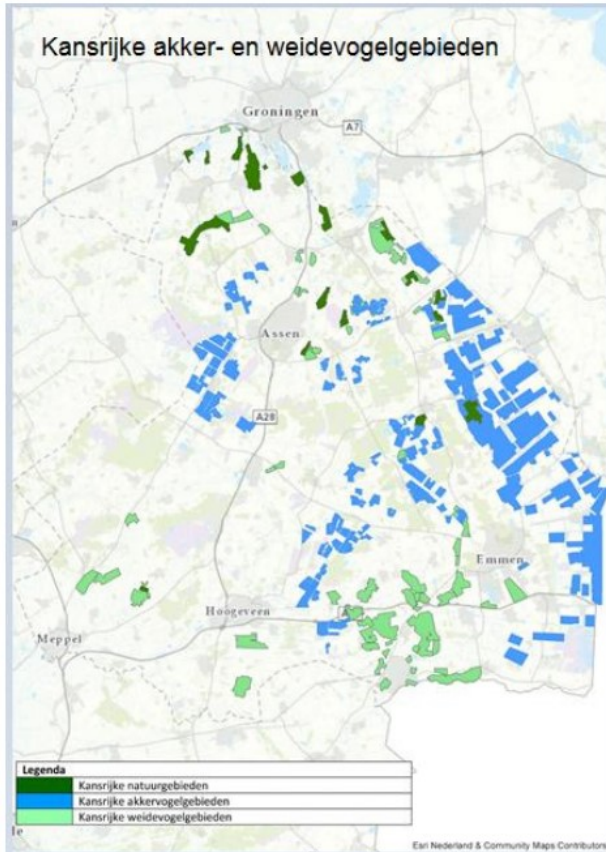 Kansrijke akker- en weidevogelgebieden
Groningen
A7
Assen
A28
Emmen
Hoogeveen
A
Meppel
Legenda
Kansrijke natuurgebieden
Kansrijke akkervogelgebieden
Kansrijke weidevogelgebieden
Esri Nederland & Community Maps Contributors